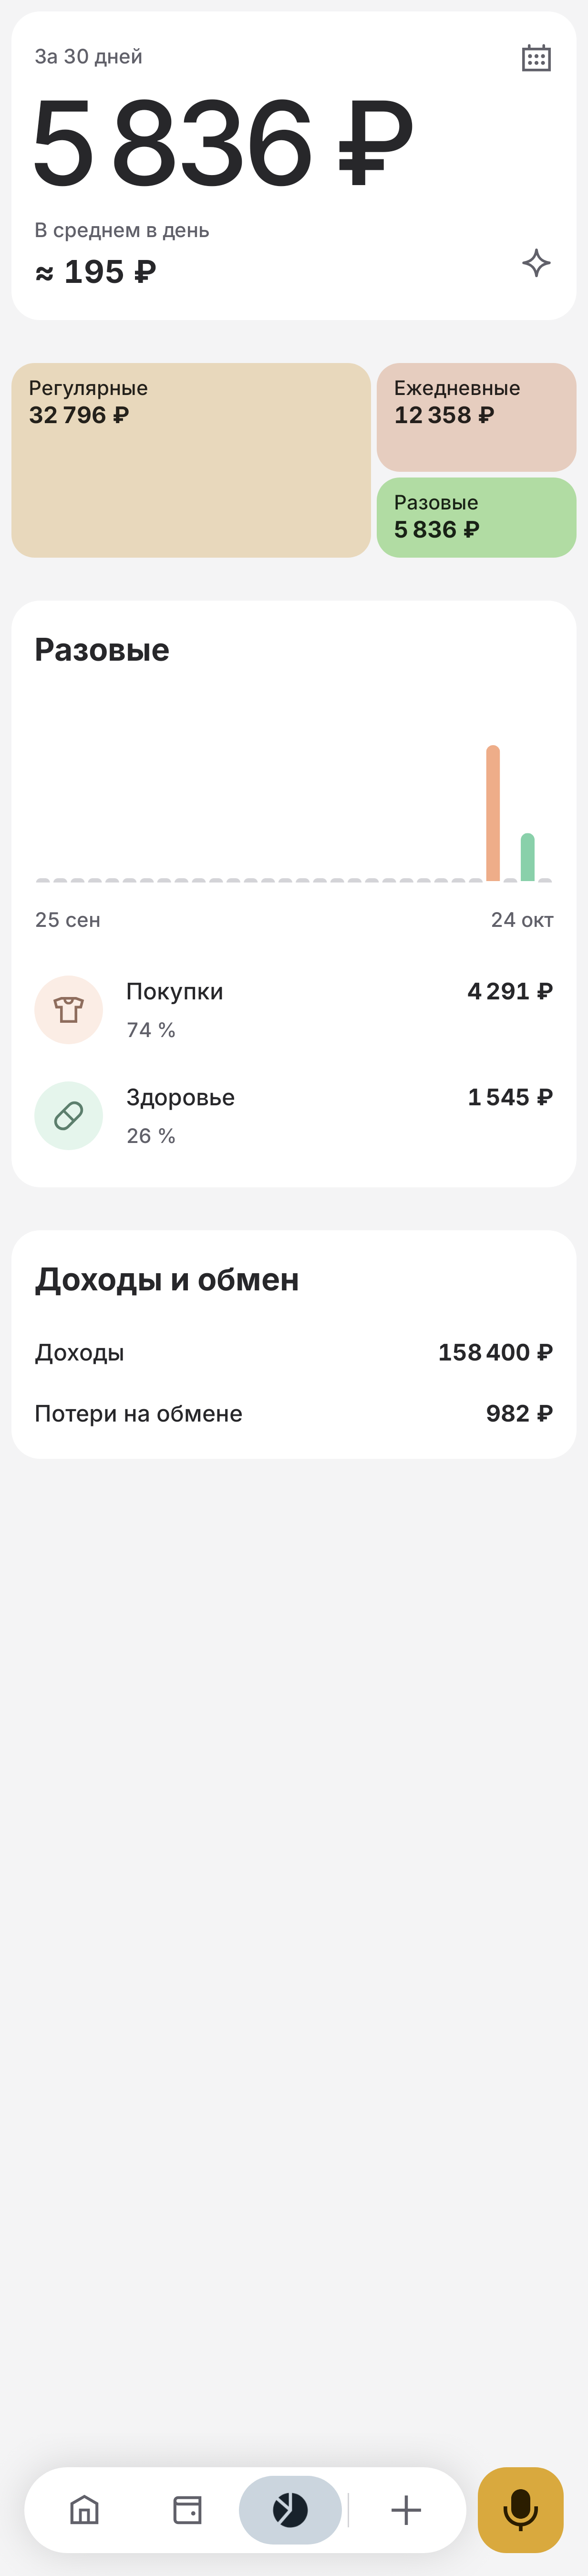 За 30 дней
5 836 ₽
В среднем в день
≈ 195 ₽
Регулярные
32 796 ₽
Ежедневные
12 358 ₽
Разовые
5 836 ₽
Разовые
25 сен
24 окт
Покупки
4 291 ₽
74 %
Здоровье
1 545 ₽
26 %
Доходы и обмен
Доходы
158 400 ₽
Потери на обмене
982 ₽